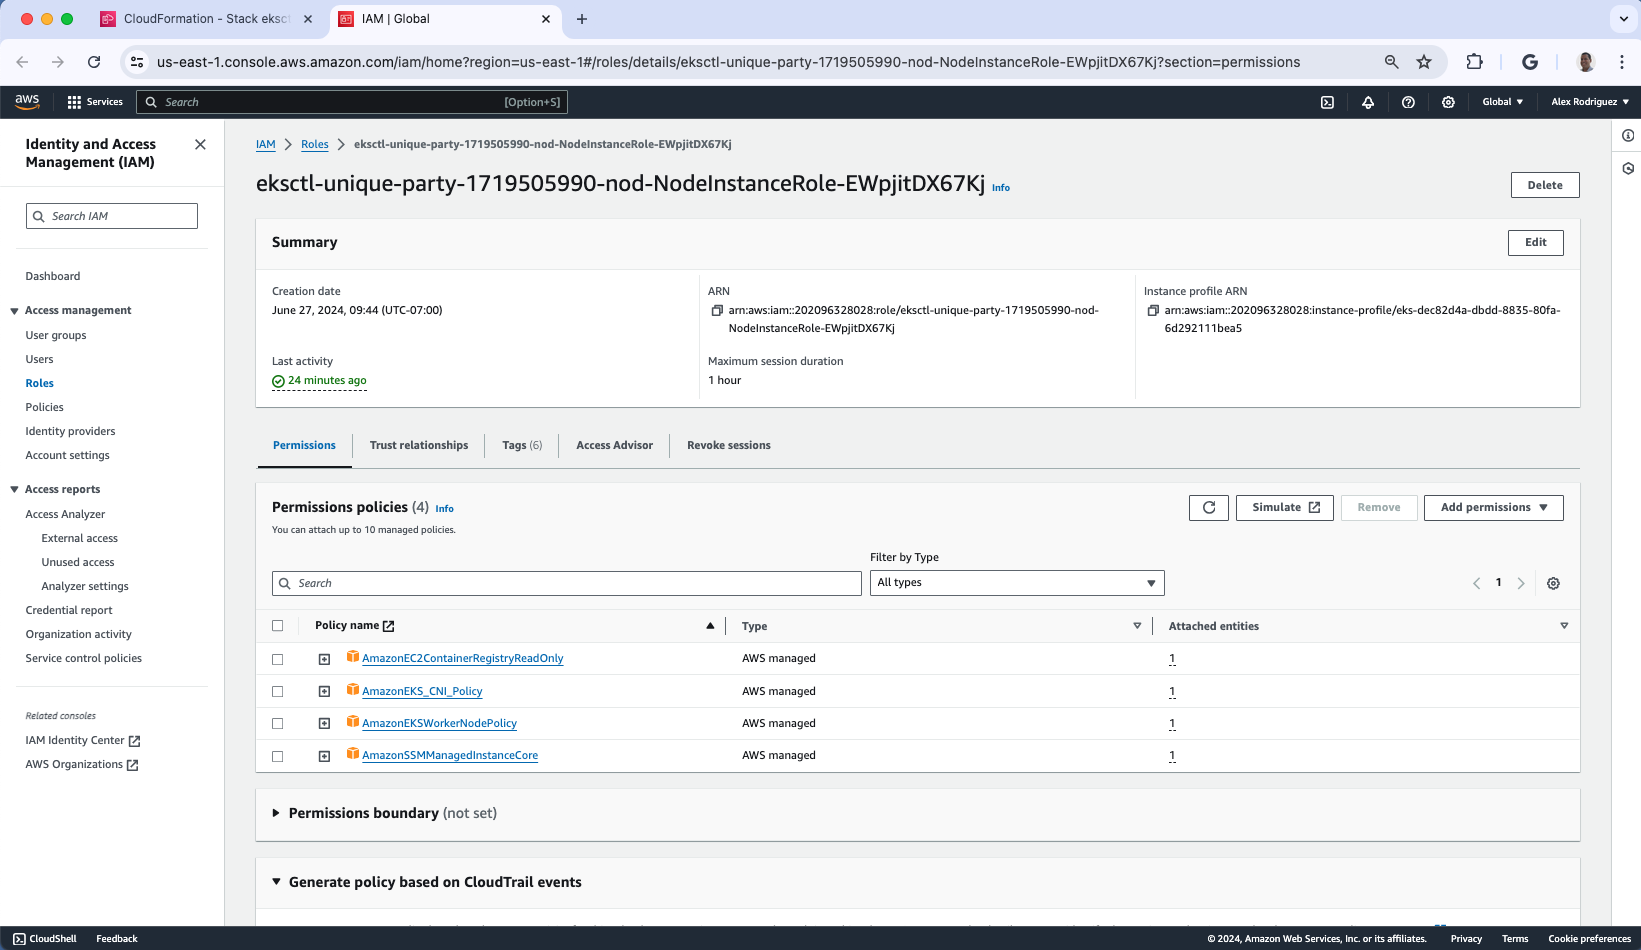 CloudFormation - Stack eksct
IAM | Global
us-east-1.console.aws.amazon.com/iam/home?region=us-east-1#/roles/details/eksctl-unique-party-1719505990-nod-NodeInstanceRole-EWpjitDX67Kj?section=permissions
aws
Services
Search
[Option+S]
Global
Alex Rodriguez
Identity and Access Management (IAM)
Search IAM
Dashboard
Access management
User groups
Users
Roles
Policies
Identity providers
Account settings
Access reports
Access Analyzer
External access
Unused access
Analyzer settings
Credential report
Organization activity
Service control policies
Related consoles
IAM Identity Center
AWS Organizations
IAM
Roles
eksctl-unique-party-1719505990-nod-NodeInstanceRole-EWpjitDX67Kj
eksctl-unique-party-1719505990-nod-NodeInstanceRole-EWpjitDX67Kj Info
Delete
Summary
Edit
Creation date
June 27, 2024, 09:44 (UTC-07:00)
ARN
arn:aws:iam::202096328028:role/eksctl-unique-party-1719505990-nod-
NodeInstanceRole-EWpjitDX67Kj
Instance profile ARN
arn:aws:iam::202096328028:instance-profile/eks-dec82d4a-dbdd-8835-80fa-
6d292111bea5
Last activity
24 minutes ago
Maximum session duration
1 hour
Permissions
Trust relationships
Tags (6)
Access Advisor
Revoke sessions
Permissions policies (4) Info
You can attach up to 10 managed policies.
Simulate
Remove
Add permissions
Filter by Type
Search
All types
1
Policy name
Type
Attached entities
AmazonEC2ContainerRegistryReadOnly
AWS managed
1
AmazonEKS_CNI_Policy
AWS managed
1
AmazonEKSWorkerNodePolicy
AWS managed
1
AmazonSSMManagedInstanceCore
AWS managed
1
Permissions boundary (not set)
Generate policy based on CloudTrail events
CloudShell
Feedback
© 2024, Amazon Web Services, Inc. or its affiliates.
Privacy
Terms
Cookie preferences